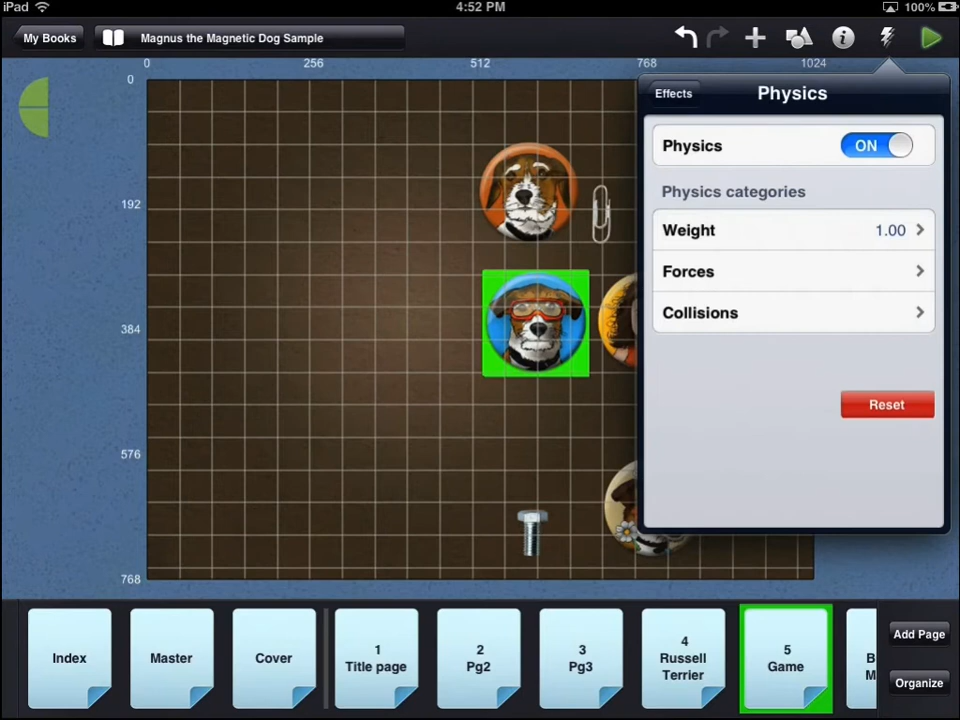 iPad 4:52 PM 100%
My Books Magnus the Magnetic Dog Sample
0 256 512 768 1024
Effects Physics
0
Physics ON
Physics categories
192
Weight 1.00
Forces
Collisions
384
Reset
576
768
Index
Master
Cover
1
Title page
2
Pg2
3
Pg3
4
Russell
Terrier
5
Game
B
M
Add Page
Organize